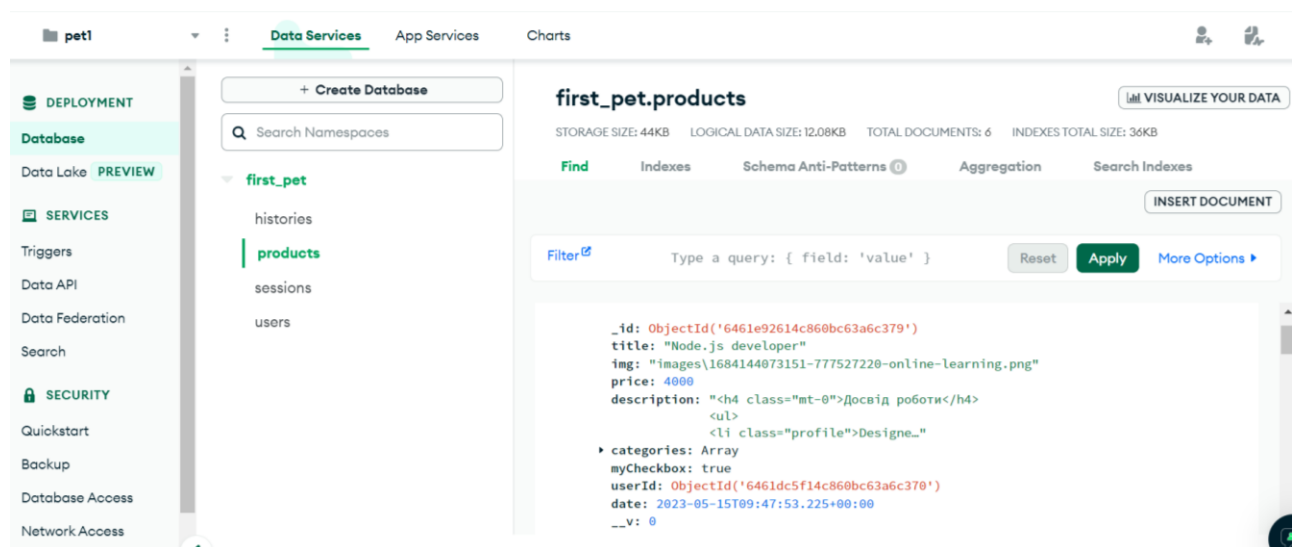 pet1
Data Services
App Services
Charts
DEPLOYMENT
Database
Data Lake PREVIEW
SERVICES
Triggers
Data API
Data Federation
Search
SECURITY
Quickstart
Backup
Database Access
Network Access
+ Create Database
Search Namespaces
first_pet
histories
products
sessions
users
first_pet.products
VISUALIZE YOUR DATA
STORAGE SIZE: 44KB LOGICAL DATA SIZE: 12.08KB TOTAL DOCUMENTS: 6 INDEXES TOTAL SIZE: 36KB
Find Indexes Schema Anti-Patterns 0 Aggregation Search Indexes
INSERT DOCUMENT
Filter Type a query: { field: 'value' } Reset Apply More Options
_id: ObjectId('6461e92614c860bc63a6c379')
title: "Node.js developer"
img: "images\1684144073151-777527220-online-learning.png"
price: 4000
description: "<h4 class="mt-0">Досвід роботи</h4>
<ul>
<li class="profile">Designe…"
categories: Array
myCheckbox: true
userId: ObjectId('6461dc5f14c860bc63a6c370')
date: 2023-05-15T09:47:53.225+00:00
__v: 0